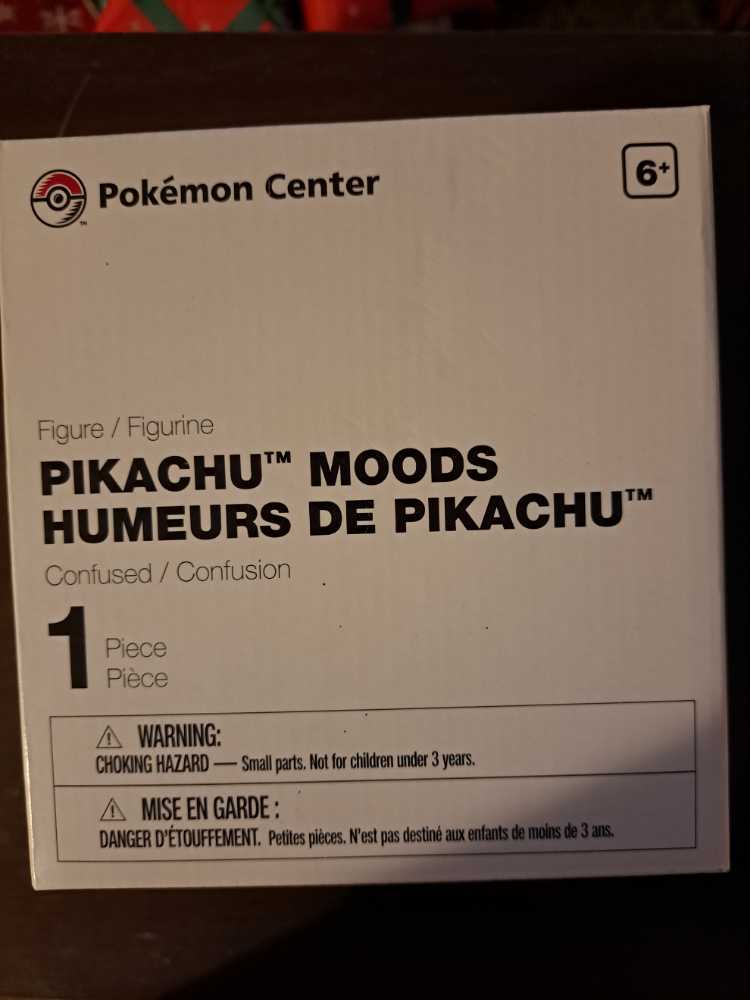 Pokémon Center
TM
6+
Figure / Figurine
PIKACHU™ MOODS
HUMEURS DE PIKACHU™
Confused / Confusion
1
Piece
Pièce
⚠ WARNING:
CHOKING HAZARD — Small parts. Not for children under 3 years.
⚠ MISE EN GARDE :
DANGER D'ÉTOUFFEMENT. Petites pièces. N'est pas destiné aux enfants de moins de 3 ans.